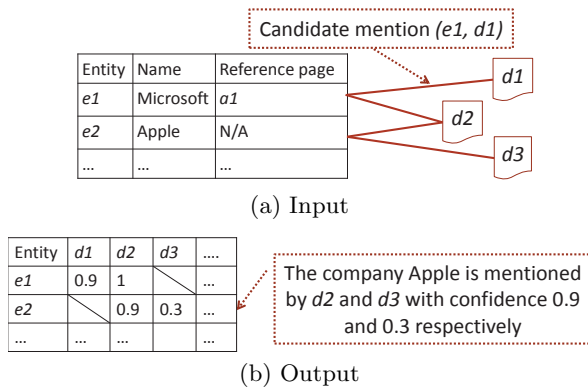 Candidate mention (e1, d1)
Entity Name Reference page
e1 Microsoft a1
e2 Apple N/A
... ... ...
d1
d2
d3
(a) Input
Entity d1 d2 d3 ....
e1 0.9 1 ...
e2 0.9 0.3 ...
... ... ... ...
The company Apple is mentioned
by d2 and d3 with confidence 0.9
and 0.3 respectively
(b) Output